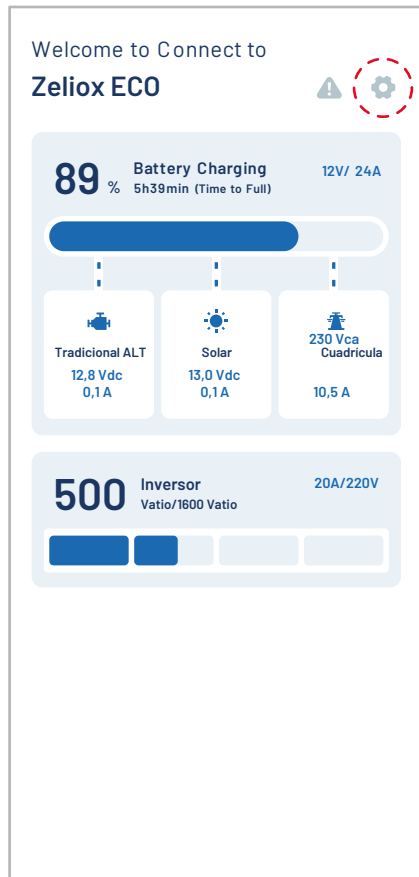 Welcome to Connect to
Zeliox ECO
89 % Battery Charging 12V/ 24A
5h39min (Time to Full)
230 Vca
Tradicional ALT Solar Cuadrícula
12,8 Vdc 13,0 Vdc
0,1 A 0,1 A 10,5 A
500 Inversor 20A/220V
Vatio/1600 Vatio